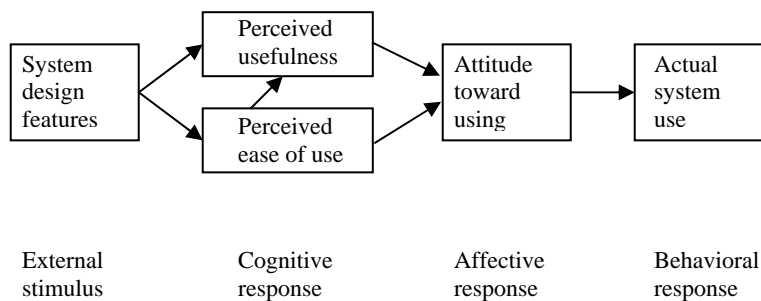 System
design
features
Perceived
usefulness
Perceived
ease of use
Attitude
toward
using
Actual
system
use
External
stimulus
Cognitive
response
Affective
response
Behavioral
response